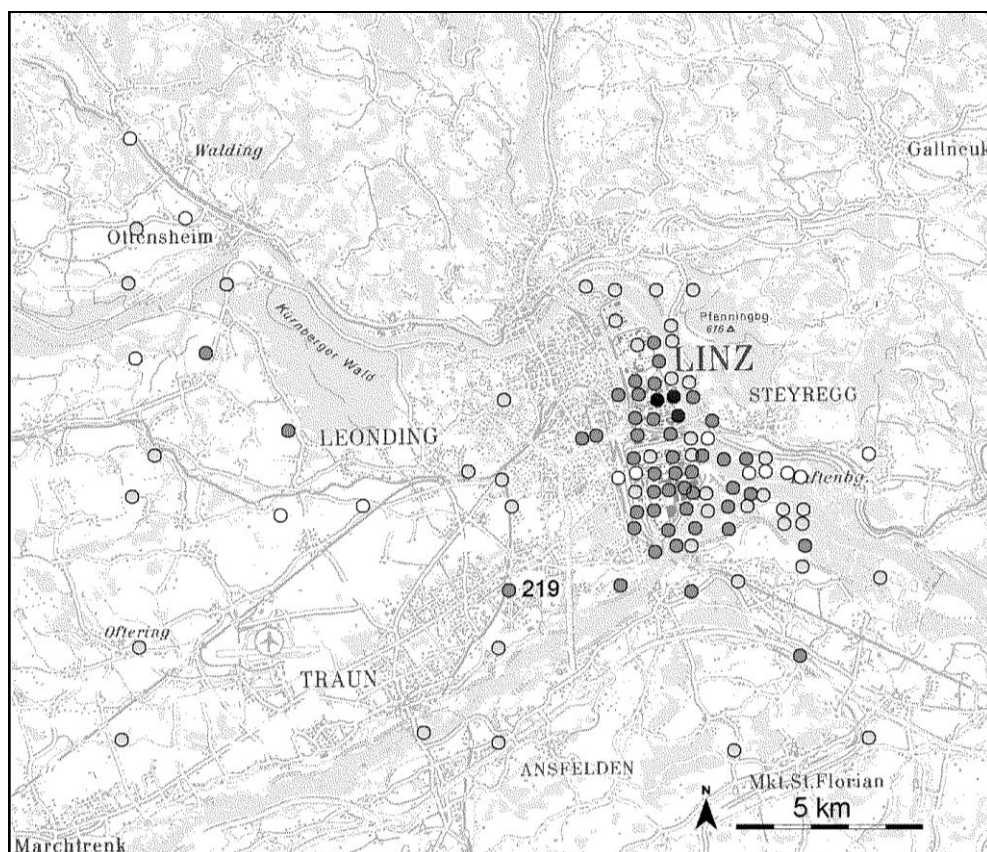 Walding
Gallneuk
Ottensheim
Pfenningbg.
616
Kürnberger Wald
LINZ
STEYREGG
LEONDING
219
Oftering
TRAUN
ANSFELDEN
Mkt.St.Florian
N
5 km
Marchtrenk